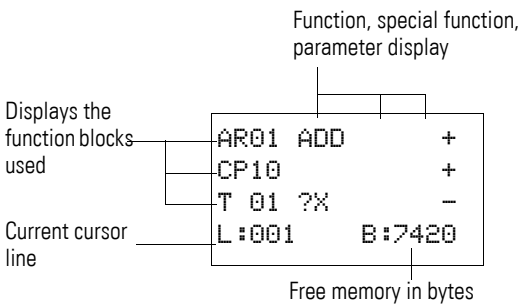 Function, special function,
parameter display
Displays the
function blocks
used
AR01 ADD +
CP10 +
T 01 ?X -
L:001 B:7420
Current cursor
line
Free memory in bytes